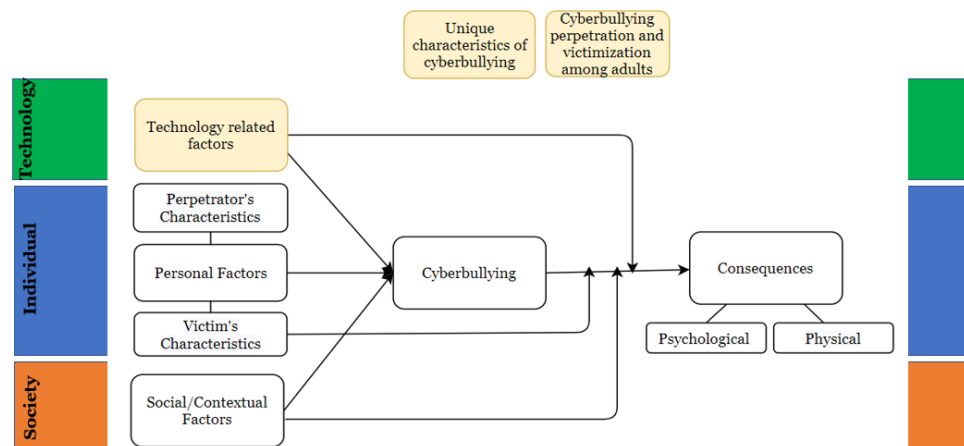 Unique
characteristics of
cyberbullying
Cyberbullying
perpetration and
victimization
among adults
Technology
Technology related
factors
Individual
Perpetrator's
Characteristics
Personal Factors
Victim's
Characteristics
Cyberbullying
Consequences
Psychological
Physical
Society
Social/Contextual
Factors